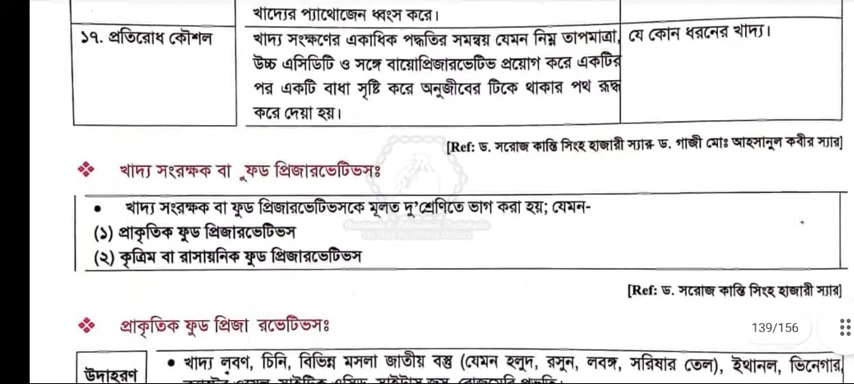 খাদ্যের প্যাথোজেন ধ্বংস করে।
১৭. প্রতিরোধ কৌশল
খাদ্য সংক্ষণের একাধিক পদ্ধতির সমন্বয় যেমন নিম্ন তাপমাত্রা,
উচ্চ এসিডিটি ও সঙ্গে বায়োপ্রিজারভেটিভ প্রয়োগ করে একটির
পর একটি বাধা সৃষ্টি করে অনুজীবের টিকে থাকার পথ রূদ্ধ
করে দেয়া হয়।
যে কোন ধরনের খাদ্য।
[Ref: ড. সরোজ কান্তি সিংহ হাজারী স্যার ড. গাজী মোঃ আহসানুল কবীর স্যার]
❖ খাদ্য সংরক্ষক বা ফুড প্রিজারভেটিভসঃ
• খাদ্য সংরক্ষক বা ফুড প্রিজারভেটিভসকে মূলত দু'শ্রেণিতে ভাগ করা হয়; যেমন-
(১) প্রাকৃতিক ফুড প্রিজারভেটিভস
(২) কৃত্রিম বা রাসায়নিক ফুড প্রিজারভেটিভস
[Ref: ড. সরোজ কান্তি সিংহ হাজারী স্যার]
❖ প্রাকৃতিক ফুড প্রিজা রভেটিভসঃ
139/156
উদাহরণ
• খাদ্য লবণ, চিনি, বিভিন্ন মসলা জাতীয় বস্তু (যেমন হলুদ, রসুন, লবঙ্গ, সরিষার তেল), ইথানল, ভিনেগার,